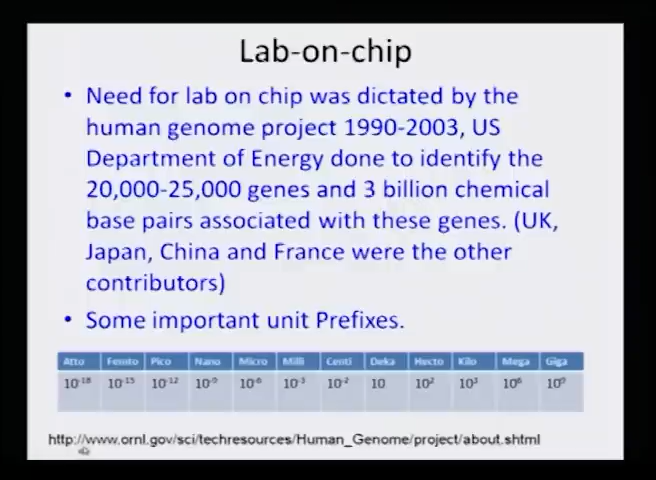 Lab-on-chip
• Need for lab on chip was dictated by the
human genome project 1990-2003, US
Department of Energy done to identify the
20,000-25,000 genes and 3 billion chemical
base pairs associated with these genes. (UK,
Japan, China and France were the other
contributors)
• Some important unit Prefixes.
Atto Femto Pico Nano Micro Milli Centi Deka Hecto Kilo Mega Giga
10⁻¹⁸ 10⁻¹⁵ 10⁻¹² 10⁻⁹ 10⁻⁶ 10⁻³ 10⁻² 10 10² 10³ 10⁶ 10⁹
http://www.ornl.gov/sci/techresources/Human_Genome/project/about.shtml